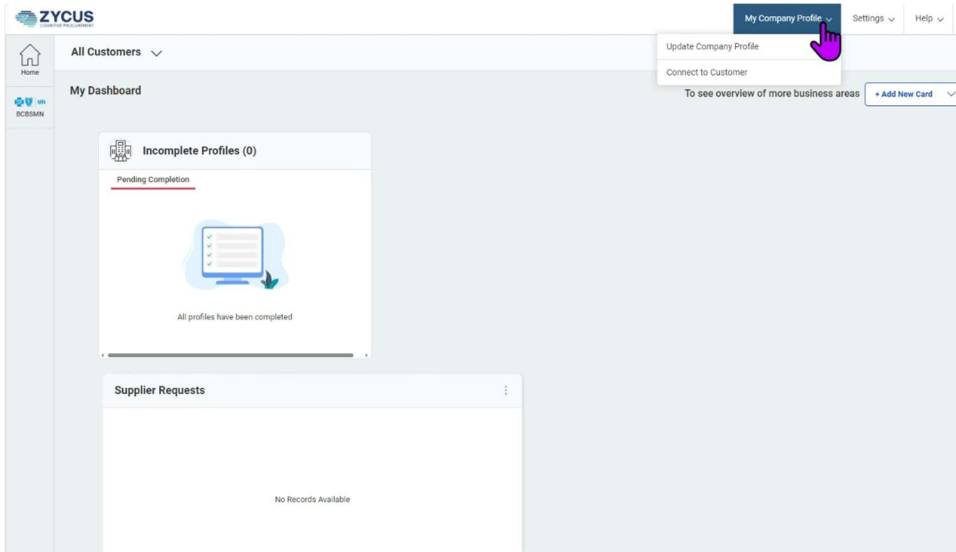 ZYCUS
COGNITIVE PROCUREMENT
My Company Profile
Settings
Help
Home
All Customers
Update Company Profile
Connect to Customer
BCBSMN
My Dashboard
To see overview of more business areas
+ Add New Card
Incomplete Profiles (0)
Pending Completion
All profiles have been completed
Supplier Requests
No Records Available